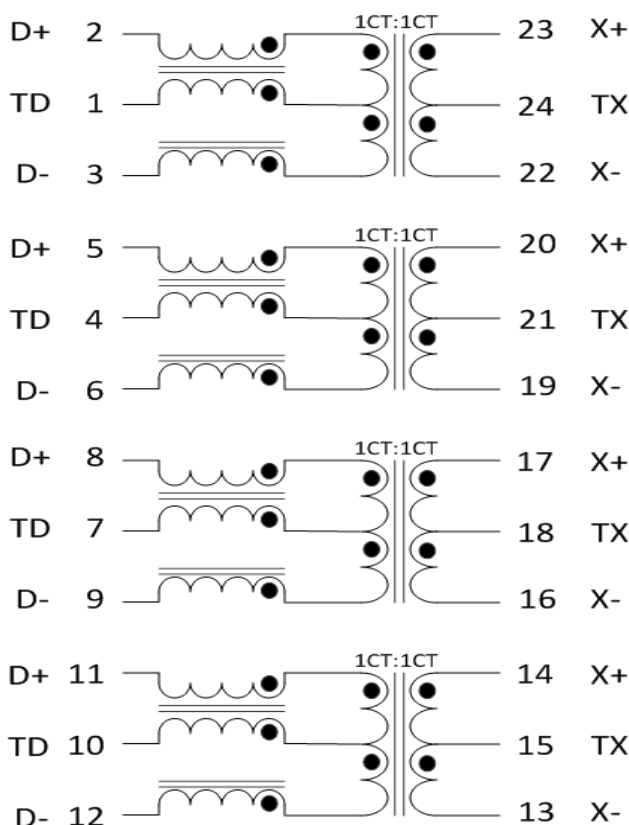 1CT:1CT
D+ 2 23 X+
TD 1 24 TX
D- 3 22 X-
1CT:1CT
D+ 5 20 X+
TD 4 21 TX
D- 6 19 X-
1CT:1CT
D+ 8 17 X+
TD 7 18 TX
D- 9 16 X-
1CT:1CT
D+ 11 14 X+
TD 10 15 TX
D- 12 13 X-